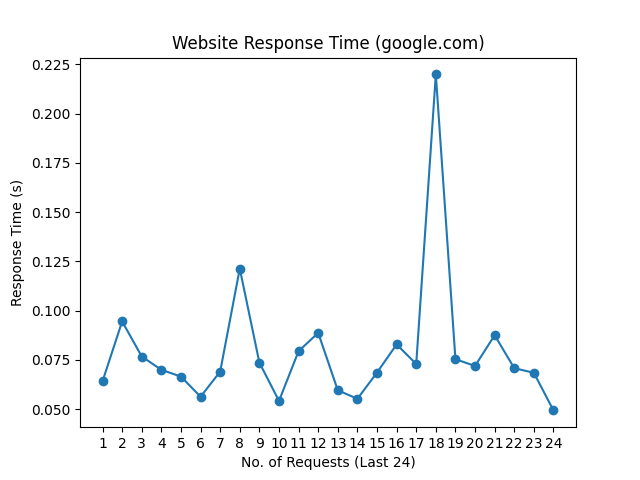 Website Response Time (google.com)
0.225
0.200
0.175
0.150
0.125
0.100
0.075
0.050
Response Time (s)
1 2 3 4 5 6 7 8 9 10 11 12 13 14 15 16 17 18 19 20 21 22 23 24
No. of Requests (Last 24)